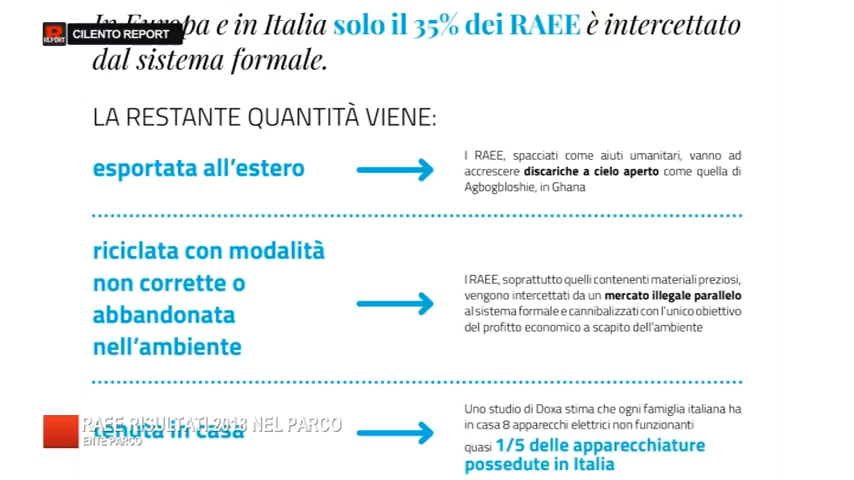 In Europa e in Italia solo il 35% dei RAEE è intercettato
REPORT CILENTO REPORT
dal sistema formale.
LA RESTANTE QUANTITÀ VIENE:
esportata all'estero
I RAEE, spacciati come aiuti umanitari, vanno ad
accrescere discariche a cielo aperto come quella di
Agbogbloshie, in Ghana
riciclata con modalità
non corrette o
abbandonata
nell'ambiente
I RAEE, soprattutto quelli contenenti materiali preziosi,
vengono intercettati da un mercato illegale parallelo
al sistema formale e cannibalizzati con l'unico obiettivo
del profitto economico a scapito dell'ambiente
tenuta in casa
RAEE RISULTATI 2018 NEL PARCO
ENTE PARCO
Uno studio di Doxa stima che ogni famiglia italiana ha
in casa 8 apparecchi elettrici non funzionanti
quasi 1/5 delle apparecchiature
possedute in Italia